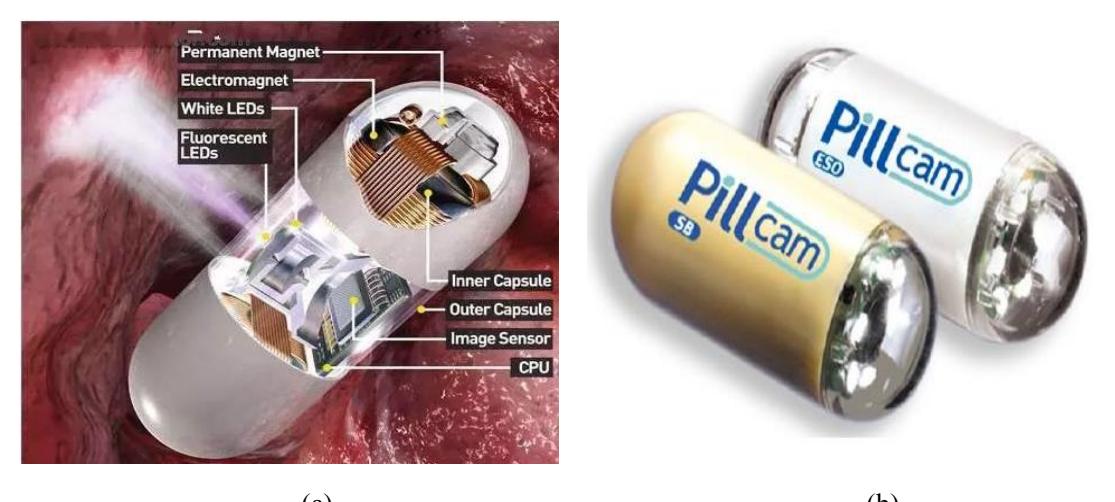 Permanent Magnet
Electromagnet
White LEDs
Fluorescent
LEDs
Inner Capsule
Outer Capsule
Image Sensor
CPU
Pillcam
SB
Pillcam
ESO